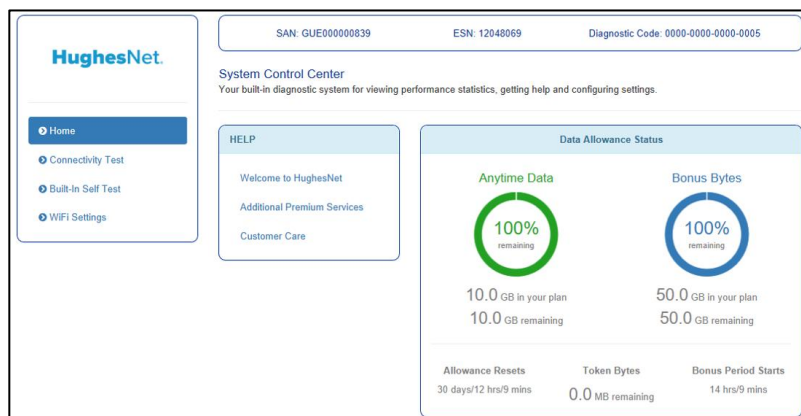 SAN: GUE000000839 ESN: 12048069 Diagnostic Code: 0000-0000-0000-0005
HughesNet.
System Control Center
Your built-in diagnostic system for viewing performance statistics, getting help and configuring settings.
Home
Connectivity Test
Built-In Self Test
WiFi Settings
HELP
Welcome to HughesNet
Additional Premium Services
Customer Care
Data Allowance Status
Anytime Data
100%
remaining
10.0 GB in your plan
10.0 GB remaining
Bonus Bytes
100%
remaining
50.0 GB in your plan
50.0 GB remaining
Allowance Resets
30 days/12 hrs/9 mins
Token Bytes
0.0 MB remaining
Bonus Period Starts
14 hrs/9 mins